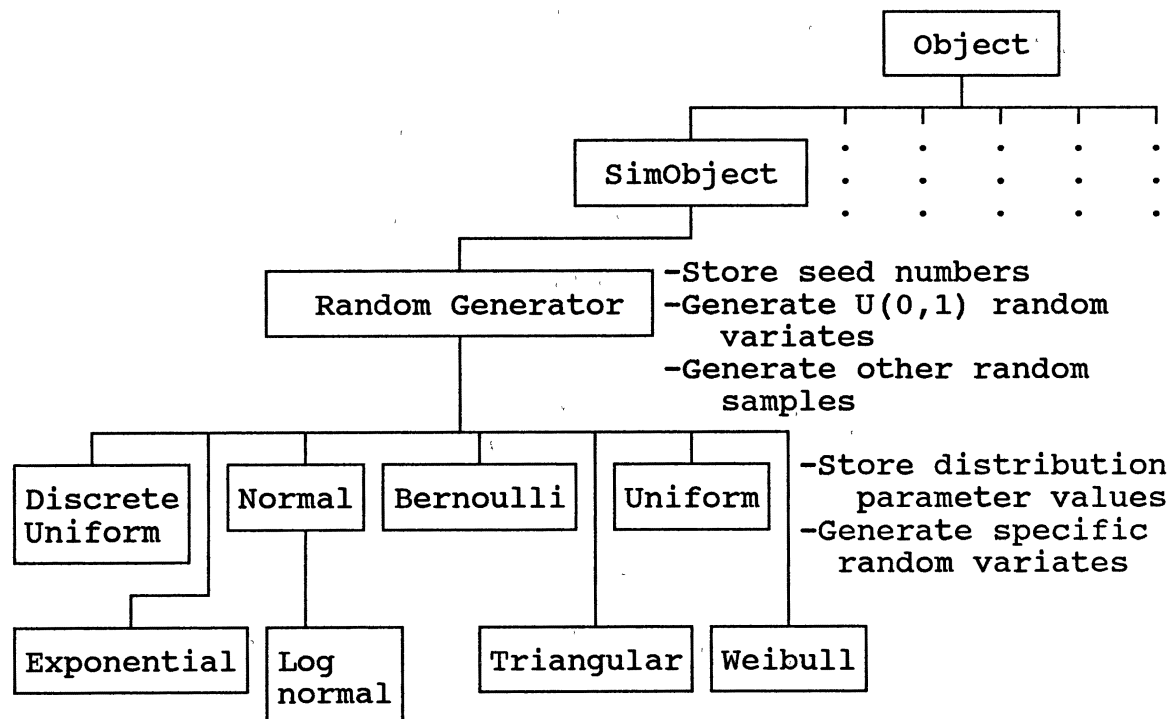 Object
SimObject
Random Generator
-Store seed numbers
-Generate U(0,1) random
variates
-Generate other random
samples
Discrete
Uniform
Normal
Bernoulli
Uniform
-Store distribution
parameter values
-Generate specific
random variates
Exponential
Log
normal
Triangular
Weibull